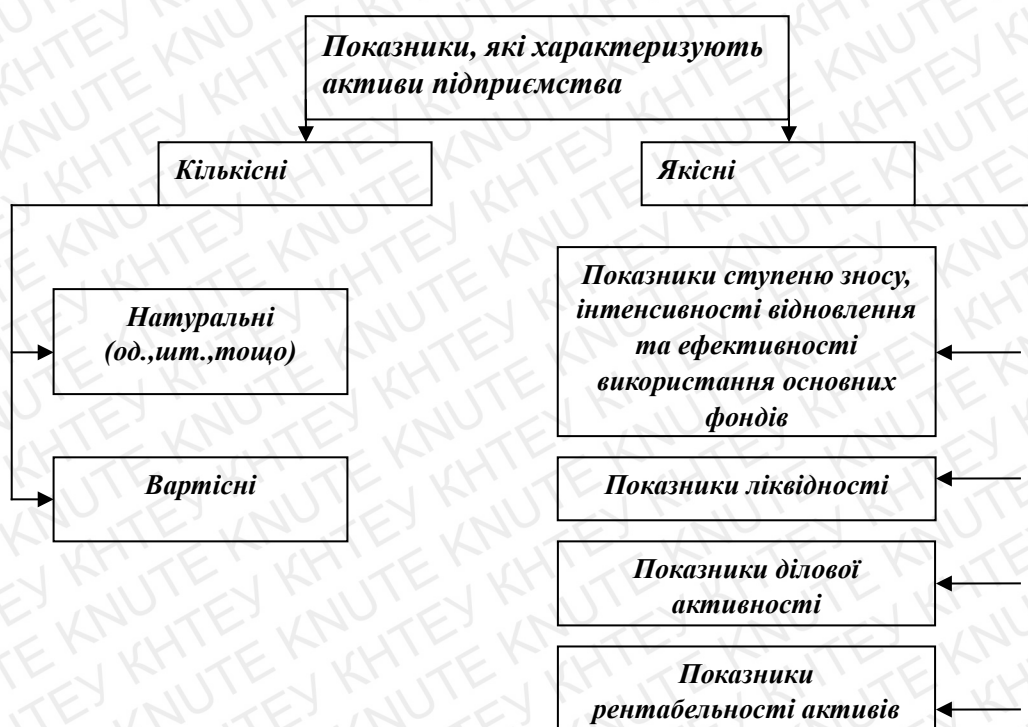 Показники, які характеризують
активи підприємства
Кількісні
Якісні
Натуральні
(од.,шт.,тощо)
Вартісні
Показники ступеню зносу,
інтенсивності відновлення
та ефективності
використання основних
фондів
Показники ліквідності
Показники ділової
активності
Показники
рентабельності активів